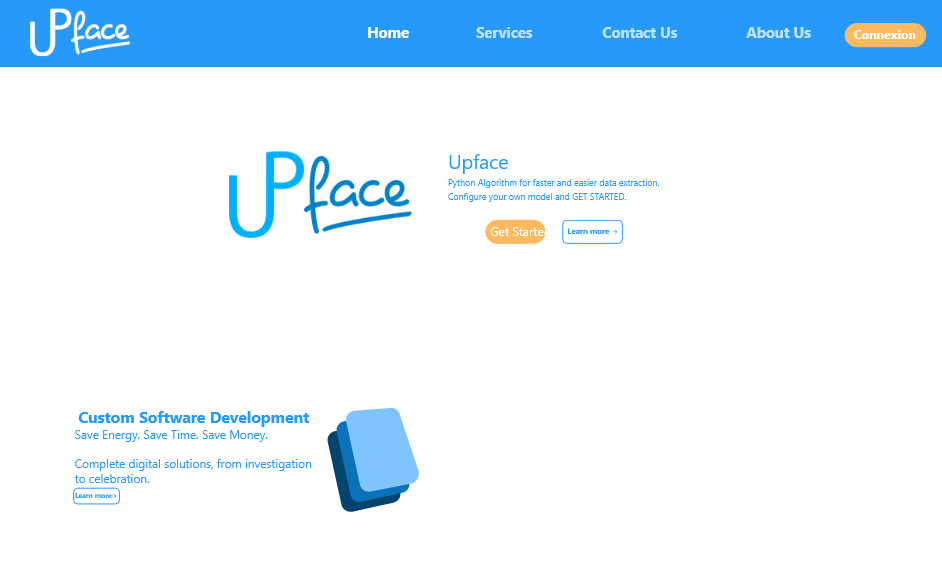 UPface
Home
Services
Contact Us
About Us
Connexion
UPface
Upface
Python Algorithm for faster and easier data extraction.
Configure your own model and GET STARTED.
Get Starte
Learn more →
Custom Software Development
Save Energy. Save Time. Save Money.
Complete digital solutions, from investigation
to celebration.
Learn more→